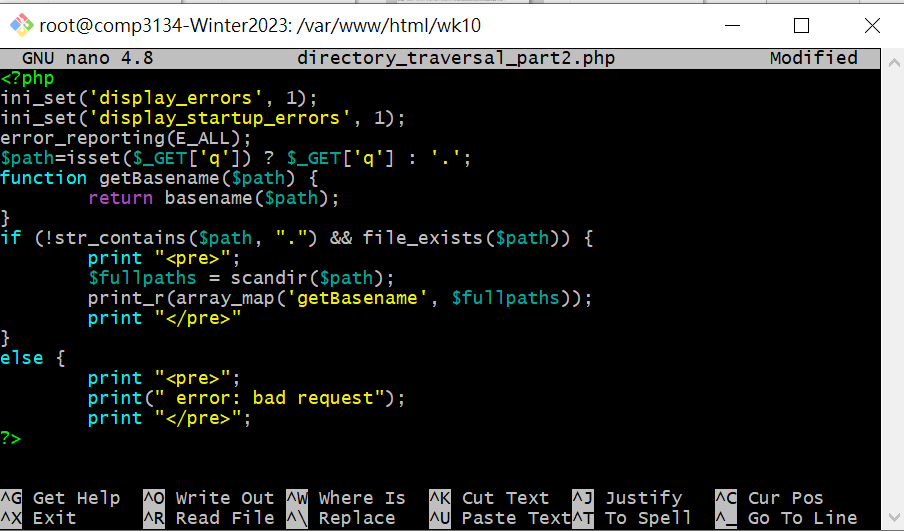 root@comp3134-Winter2023: /var/www/html/wk10
GNU nano 4.8 directory_traversal_part2.php Modified
<?php
ini_set('display_errors', 1);
ini_set('display_startup_errors', 1);
error_reporting(E_ALL);
$path=isset($_GET['q']) ? $_GET['q'] : '.';
function getBasename($path) {
        return basename($path);
}
if (!str_contains($path, ".") && file_exists($path)) {
        print "<pre>";
        $fullpaths = scandir($path);
        print_r(array_map('getBasename', $fullpaths));
        print "</pre>"
}
else {
        print "<pre>";
        print(" error: bad request");
        print "</pre>";
?>
^G Get Help ^O Write Out ^W Where Is ^K Cut Text ^J Justify ^C Cur Pos
^X Exit ^R Read File ^\ Replace ^U Paste Text ^T To Spell ^_ Go To Line